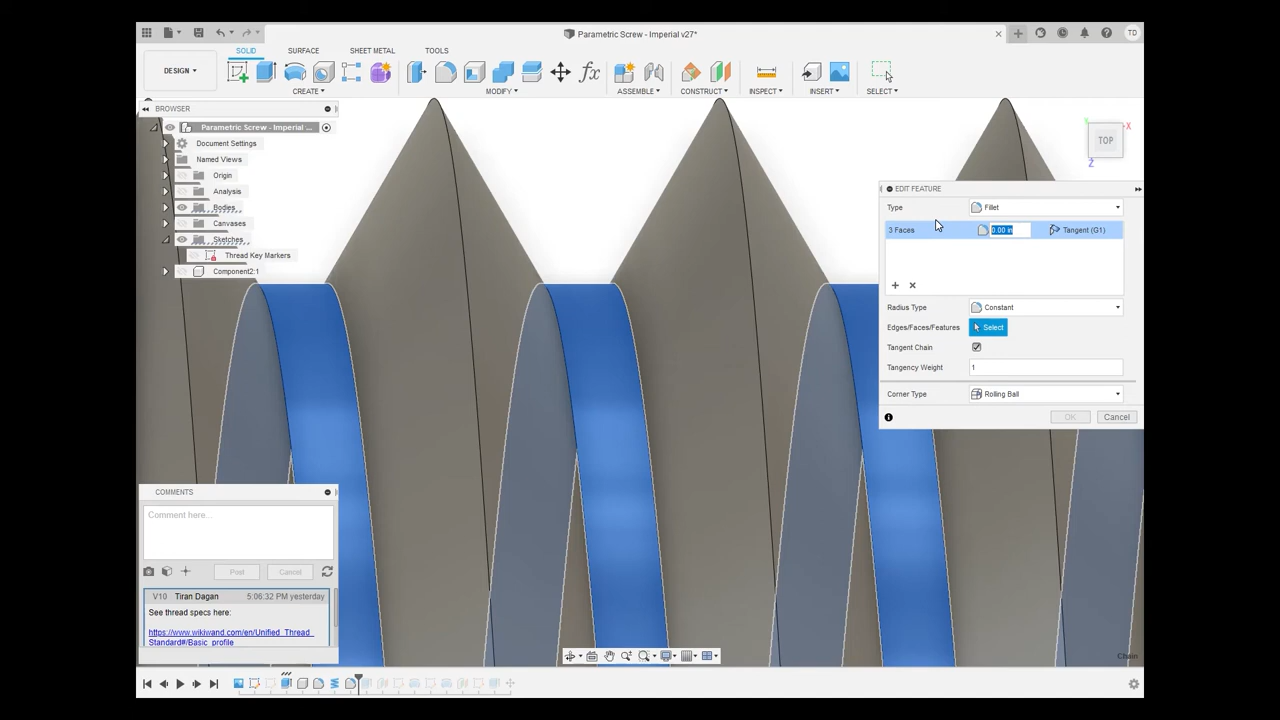 Parametric Screw - Imperial v27*
TD
DESIGN
SOLID
SURFACE
SHEET METAL
TOOLS
CREATE
MODIFY
ASSEMBLE
CONSTRUCT
INSPECT
INSERT
SELECT
BROWSER
Parametric Screw - Imperial ...
Document Settings
Named Views
Origin
Analysis
Bodies
Canvases
Sketches
Thread Key Markers
Component2:1
TOP
X
Y
Z
EDIT FEATURE
Type
Fillet
3 Faces
0.00 in
Tangent (G1)
Radius Type
Constant
Edges/Faces/Features
Select
Tangent Chain
Tangency Weight
1
Corner Type
Rolling Ball
OK
Cancel
COMMENTS
Comment here...
Post
Cancel
V10 Tiran Dagan 5:06:32 PM yesterday
See thread specs here:
https://www.wikiwand.com/en/Unified_Thread_
Standard#/Basic_profile
Chain